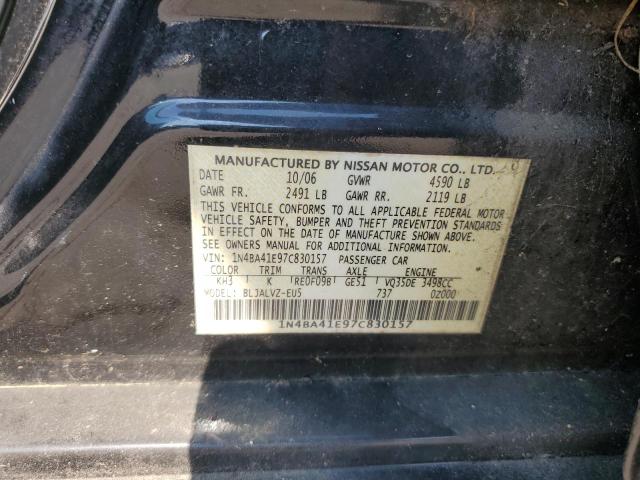 MANUFACTURED BY NISSAN MOTOR CO., LTD.
DATE 10/06 GVWR 4590 LB
GAWR FR. 2491 LB GAWR RR. 2119 LB
THIS VEHICLE CONFORMS TO ALL APPLICABLE FEDERAL MOTOR
VEHICLE SAFETY, BUMPER AND THEFT PREVENTION STANDARDS
IN EFFECT ON THE DATE OF MANUFACTURE SHOWN ABOVE.
SEE OWNERS MANUAL FOR ADDITIONAL INFORMATION.
VIN: 1N4BA41E97C830157 PASSENGER CAR
COLOR TRIM TRANS AXLE ENGINE
KH3 K RE0F09B GE51 VQ35DE 3498CC
MODEL: BLJALVZ-EU5 737 0Z000
1N4BA41E97C830157